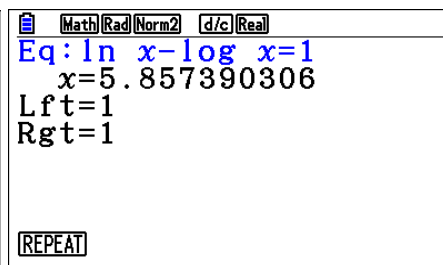 Math Rad Norm2 d/c Real
Eq:ln x-log x=1
x=5.857390306
Lft=1
Rgt=1
REPEAT